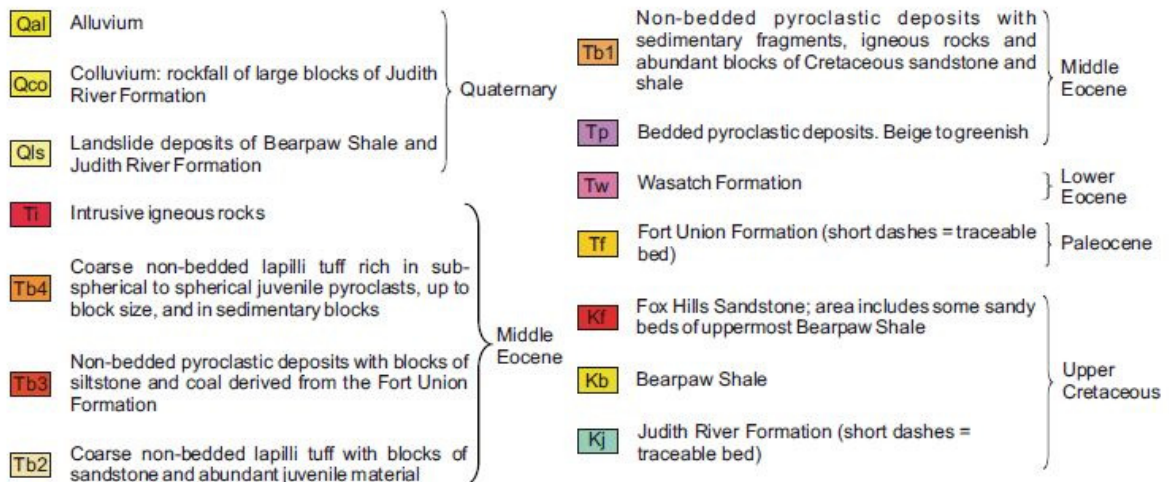 Qal Alluvium
Qco Colluvium: rockfall of large blocks of Judith
River Formation
Qls Landslide deposits of Bearpaw Shale and
Judith River Formation
Quaternary
Ti Intrusive igneous rocks
Tb4 Coarse non-bedded lapilli tuff rich in sub-
spherical to spherical juvenile pyroclasts, up to
block size, and in sedimentary blocks
Tb3 Non-bedded pyroclastic deposits with blocks of
siltstone and coal derived from the Fort Union
Formation
Tb2 Coarse non-bedded lapilli tuff with blocks of
sandstone and abundant juvenile material
Middle
Eocene
Tb1 Non-bedded pyroclastic deposits with
sedimentary fragments, igneous rocks and
abundant blocks of Cretaceous sandstone and
shale
Tp Bedded pyroclastic deposits. Beige to greenish
Middle
Eocene
Tw Wasatch Formation
Lower
Eocene
Tf Fort Union Formation (short dashes = traceable
bed)
Paleocene
Kf Fox Hills Sandstone; area includes some sandy
beds of uppermost Bearpaw Shale
Kb Bearpaw Shale
Kj Judith River Formation (short dashes =
traceable bed)
Upper
Cretaceous